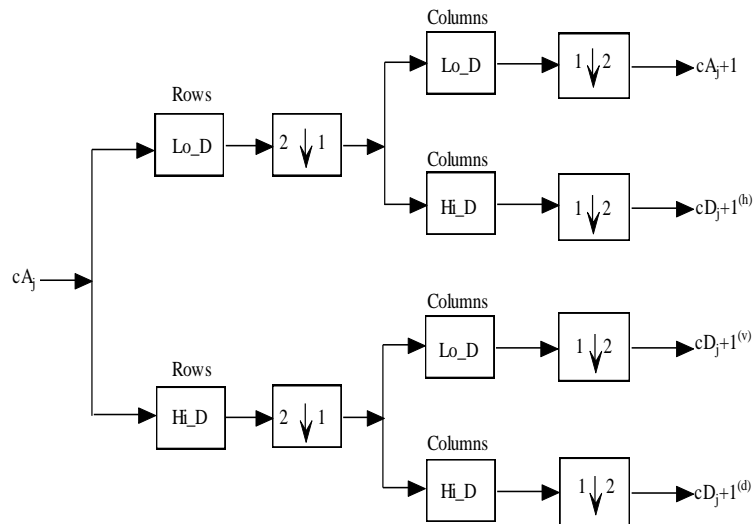 Columns
Lo_D
1 2
cAj+1
Rows
Lo_D
2 1
Columns
Hi_D
1 2
cDj+1(h)
cAj
Columns
Lo_D
1 2
cDj+1(v)
Rows
Hi_D
2 1
Columns
Hi_D
1 2
cDj+1(d)